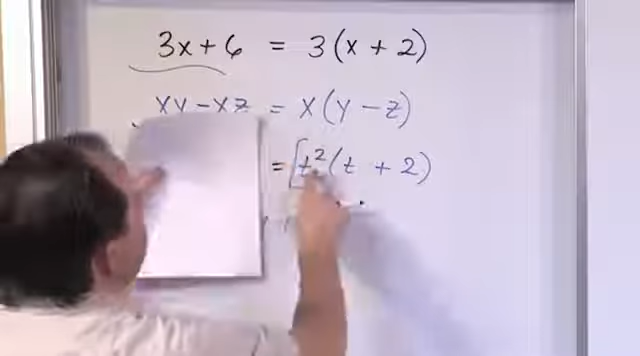 3x + 6 = 3(x + 2)
xy - xz = x(y - z)
= [t²(t + 2)